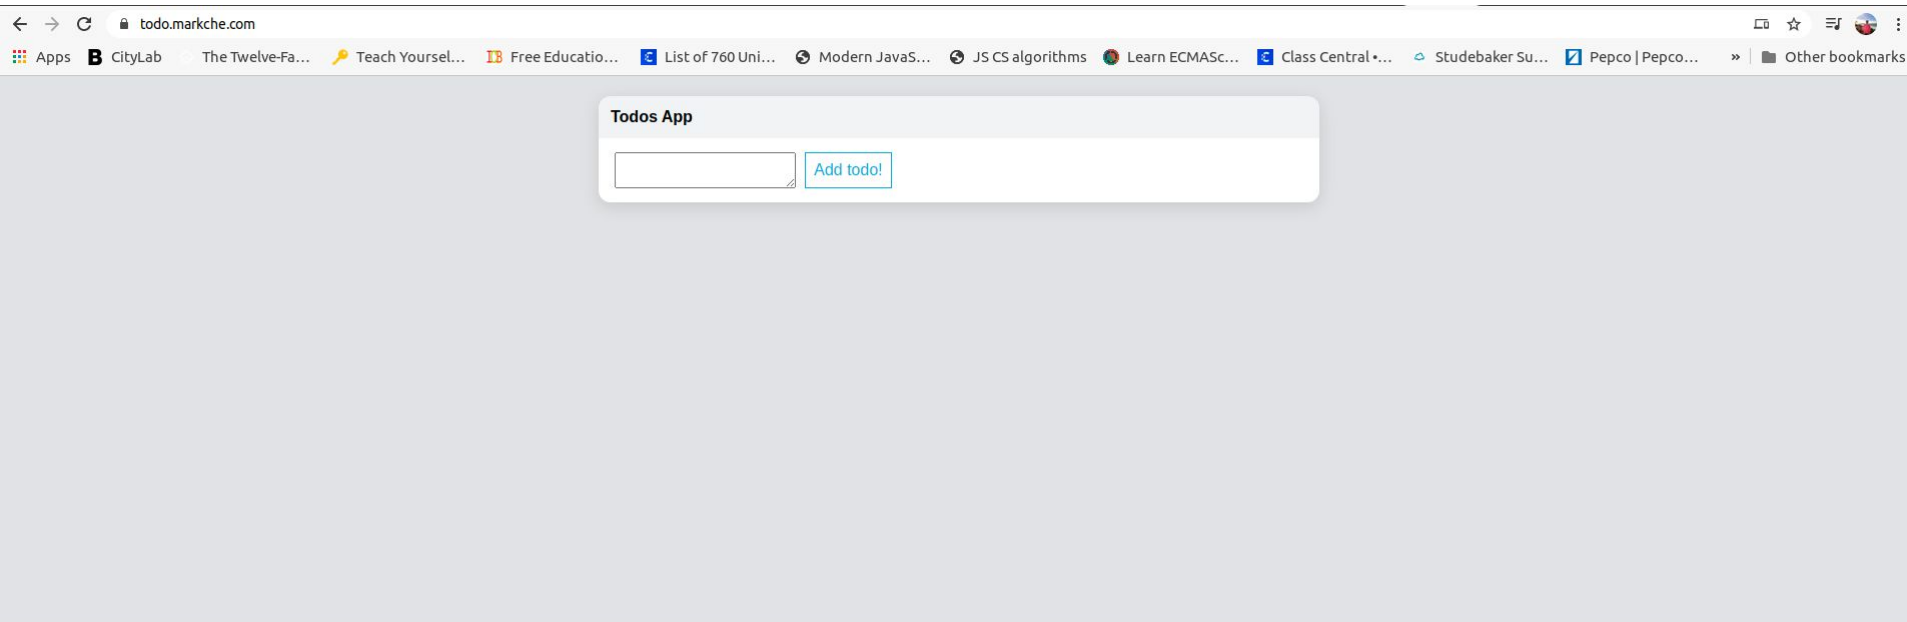 todo.markche.com
Apps B CityLab The Twelve-Fa... Teach Yoursel... Free Educatio... List of 760 Uni... Modern JavaS... JS CS algorithms Learn ECMASc... Class Central •... Studebaker Su... Pepco | Pepco... » Other bookmarks
Todos App
Add todo!